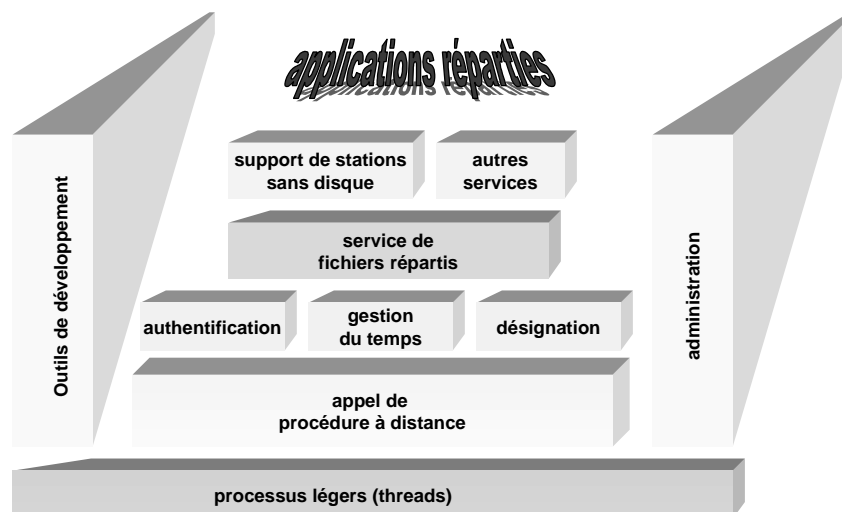 applications réparties
support de stations
sans disque
autres
services
service de
fichiers répartis
authentification
gestion
du temps
désignation
appel de
procédure à distance
Outils de développement
administration
processus légers (threads)